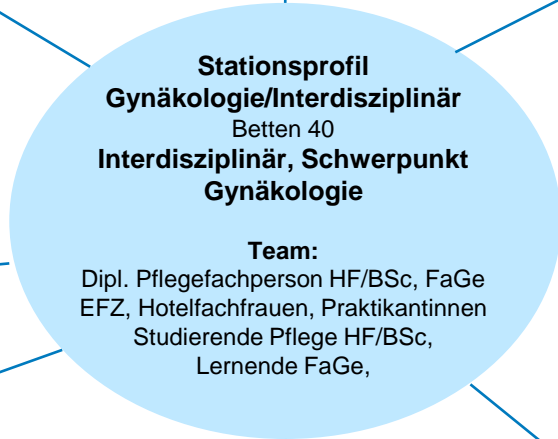 Stationsprofil
Gynäkologie/Interdisziplinär
Betten 40
Interdisziplinär, Schwerpunkt
Gynäkologie
Team:
Dipl. Pflegefachperson HF/BSc, FaGe
EFZ, Hotelfachfrauen, Praktikantinnen
Studierende Pflege HF/BSc,
Lernende FaGe,